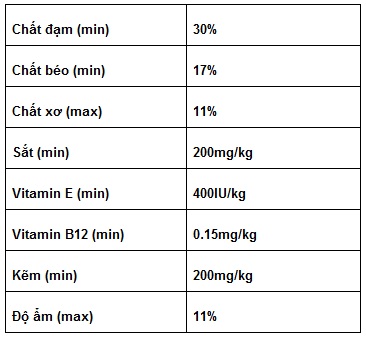 Chất đạm (min) 30%
Chất béo (min) 17%
Chất xơ (max) 11%
Sắt (min) 200mg/kg
Vitamin E (min) 400IU/kg
Vitamin B12 (min) 0.15mg/kg
Kẽm (min) 200mg/kg
Độ ẩm (max) 11%